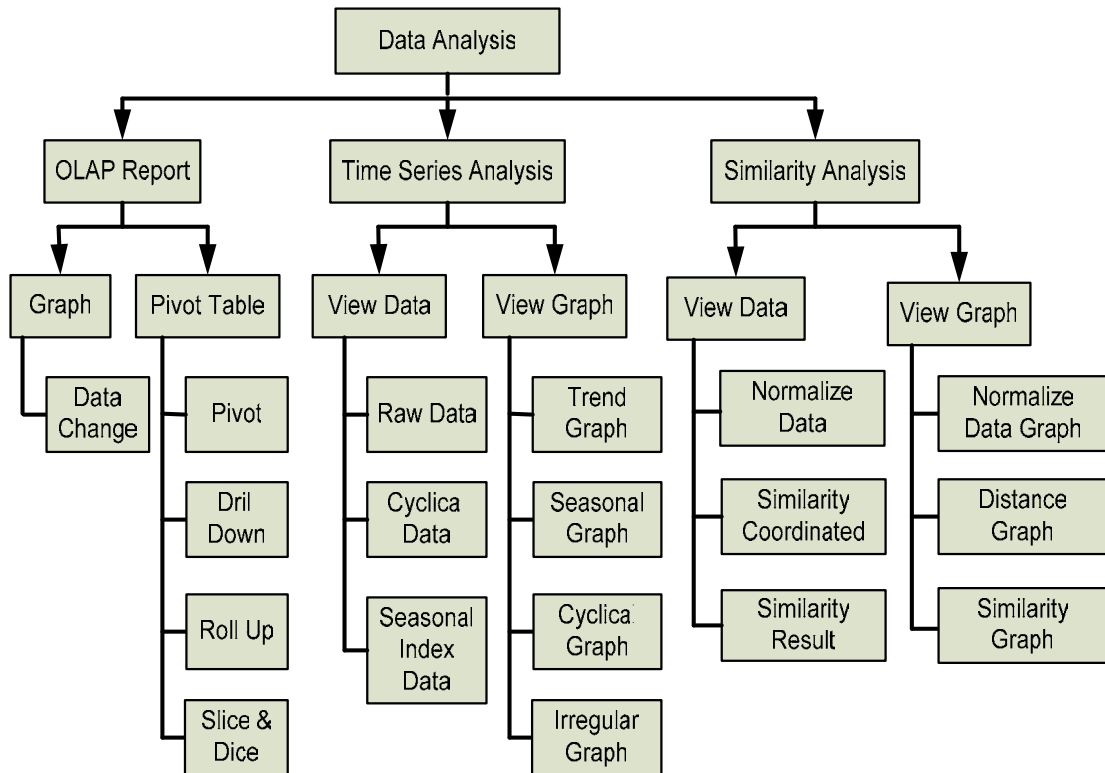 Data Analysis
OLAP Report
Time Series Analysis
Similarity Analysis
Graph
Pivot Table
View Data
View Graph
View Data
View Graph
Data
Change
Pivot
Dril
Down
Roll Up
Slice &
Dice
Raw Data
Cyclica
Data
Seasonal
Index
Data
Trend
Graph
Seasonal
Graph
Cyclical
Graph
Irregular
Graph
Normalize
Data
Similarity
Coordinated
Similarity
Result
Normalize
Data Graph
Distance
Graph
Similarity
Graph